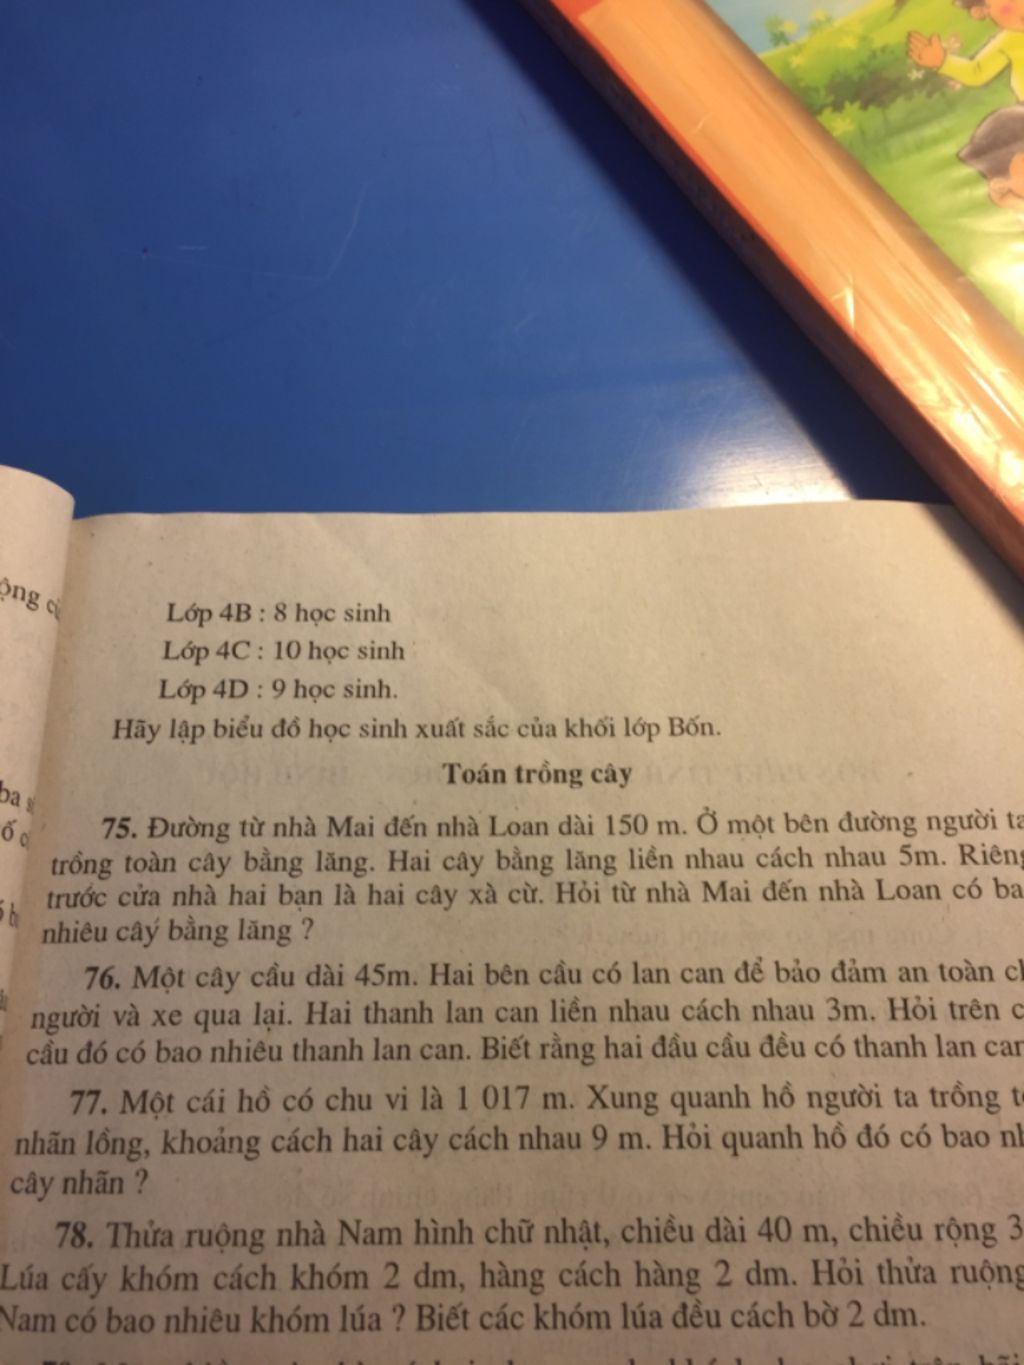 ộng
Lớp 4B : 8 học sinh
Lớp 4C : 10 học sinh
Lớp 4D : 9 học sinh.
Hãy lập biểu đồ học sinh xuất sắc của khối lớp Bốn.
Toán trồng cây
ba
75. Đường từ nhà Mai đến nhà Loan dài 150 m. Ở một bên đường người ta
trồng toàn cây bằng lăng. Hai cây bằng lăng liền nhau cách nhau 5m. Riêng
trước cửa nhà hai bạn là hai cây xà cừ. Hỏi từ nhà Mai đến nhà Loan có ba
nhiêu cây bằng lăng ?
76. Một cây cầu dài 45m. Hai bên cầu có lan can để bảo đảm an toàn
người và xe qua lại. Hai thanh lan can liền nhau cách nhau 3m. Hỏi trên
cầu đó có bao nhiêu thanh lan can. Biết rằng hai đầu cầu đều có thanh lan can
77. Một cái hồ có chu vi là 1 017 m. Xung quanh hồ người ta trồng
nhãn lồng, khoảng cách hai cây cách nhau 9 m. Hỏi quanh hồ đó có bao
cây nhãn ?
78. Thửa ruộng nhà Nam hình chữ nhật, chiều dài 40 m, chiều rộng 3
Lúa cấy khóm cách khóm 2 dm, hàng cách hàng 2 dm. Hỏi thửa ruộng
Nam có bao nhiêu khóm lúa ? Biết các khóm lúa đều cách bờ 2 dm.